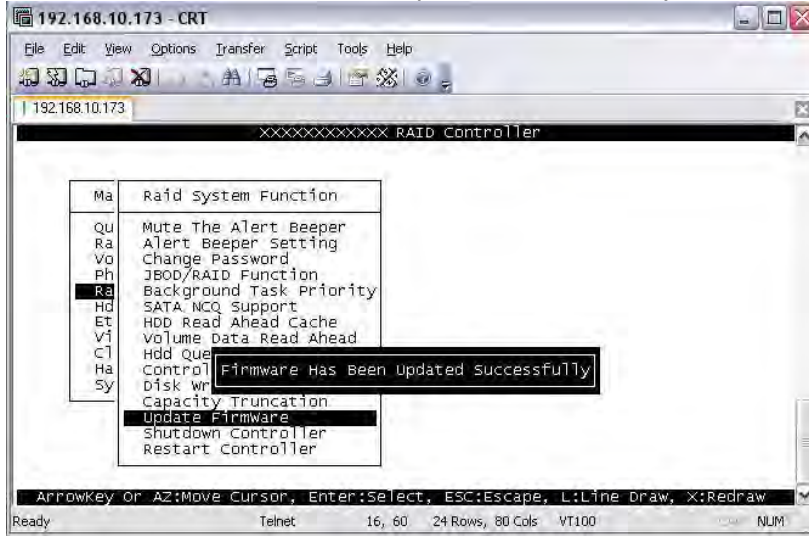 192.168.10.173 - CRT
File Edit View Options Transfer Script Tools Help
192.168.10.173
XXXXXXXXXXXX RAID Controller
Ma Raid System Function
Qu Mute The Alert Beeper
Ra Alert Beeper Setting
Vo Change Password
Ph JBOD/RAID Function
Ra Background Task Priority
Hd SATA NCQ Support
Et HDD Read Ahead Cache
Vi Volume Data Read Ahead
Cl Hdd Que
Ha Control
Firmware Has Been Updated Successfully
Sy Disk Wr
Capacity Truncation
Update Firmware
Shutdown Controller
Restart Controller
ArrowKey Or AZ:Move Cursor, Enter:Select, ESC:Escape, L:Line Draw, X:Redraw
Ready Telnet 16, 60 24 Rows, 80 Cols VT100 NUM